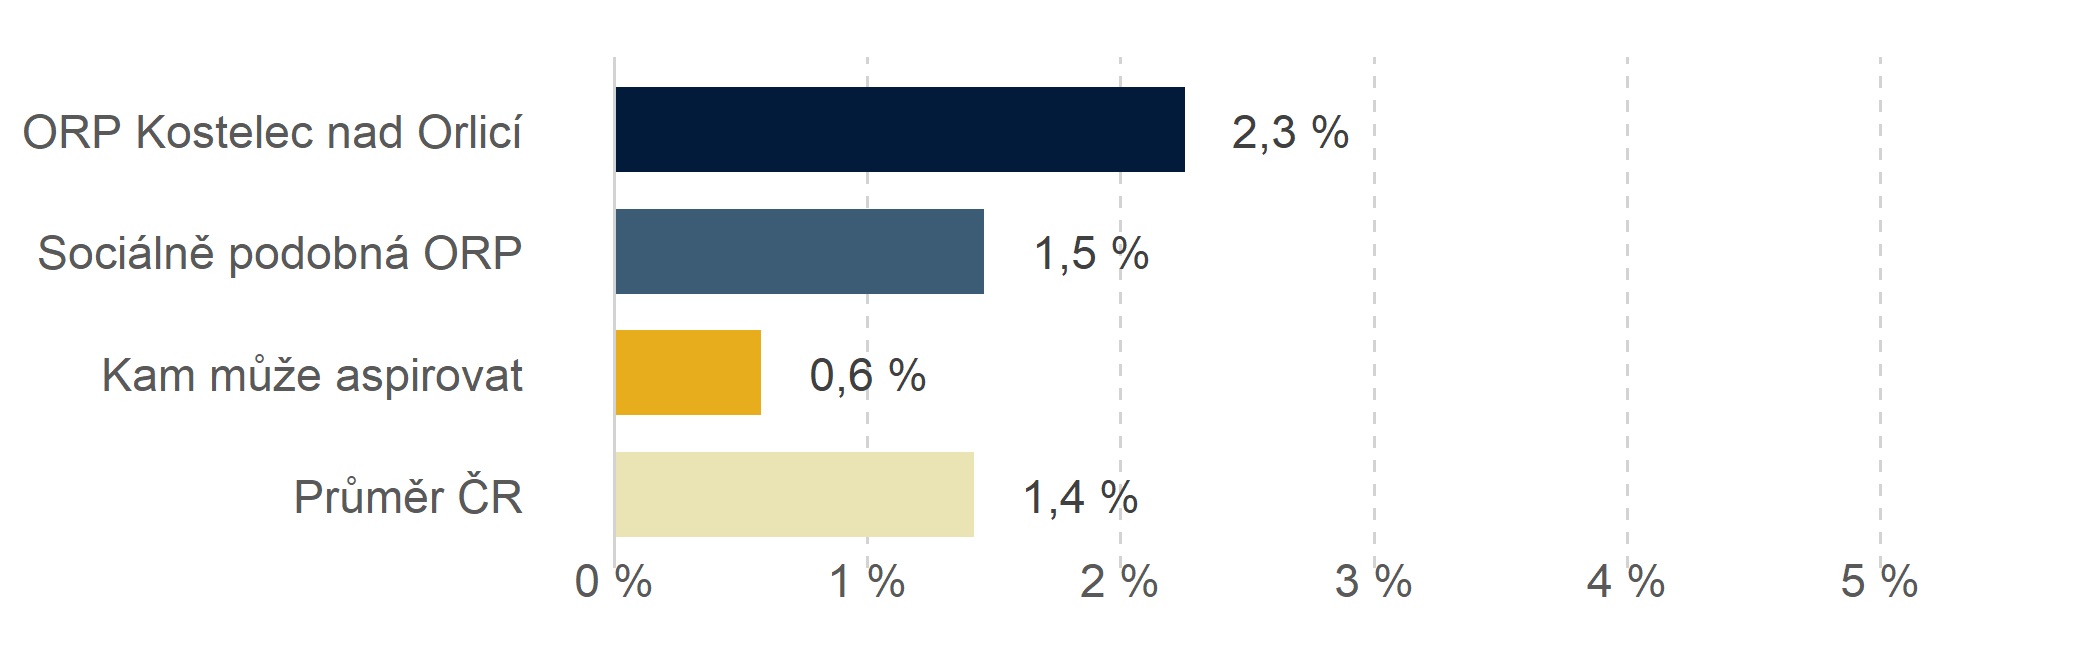 ORP Kostelec nad Orlicí
2,3 %
Sociálně podobná ORP
1,5 %
Kam může aspirovat
0,6 %
Průměr ČR
1,4 %
0 %
1 %
2 %
3 %
4 %
5 %